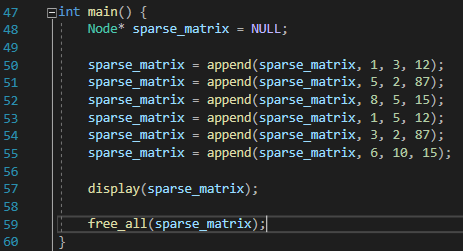 47 int main() {
48 Node* sparse_matrix = NULL;
49
50 sparse_matrix = append(sparse_matrix, 1, 3, 12);
51 sparse_matrix = append(sparse_matrix, 5, 2, 87);
52 sparse_matrix = append(sparse_matrix, 8, 5, 15);
53 sparse_matrix = append(sparse_matrix, 1, 5, 12);
54 sparse_matrix = append(sparse_matrix, 3, 2, 87);
55 sparse_matrix = append(sparse_matrix, 6, 10, 15);
56
57 display(sparse_matrix);
58
59 free_all(sparse_matrix);
60 }